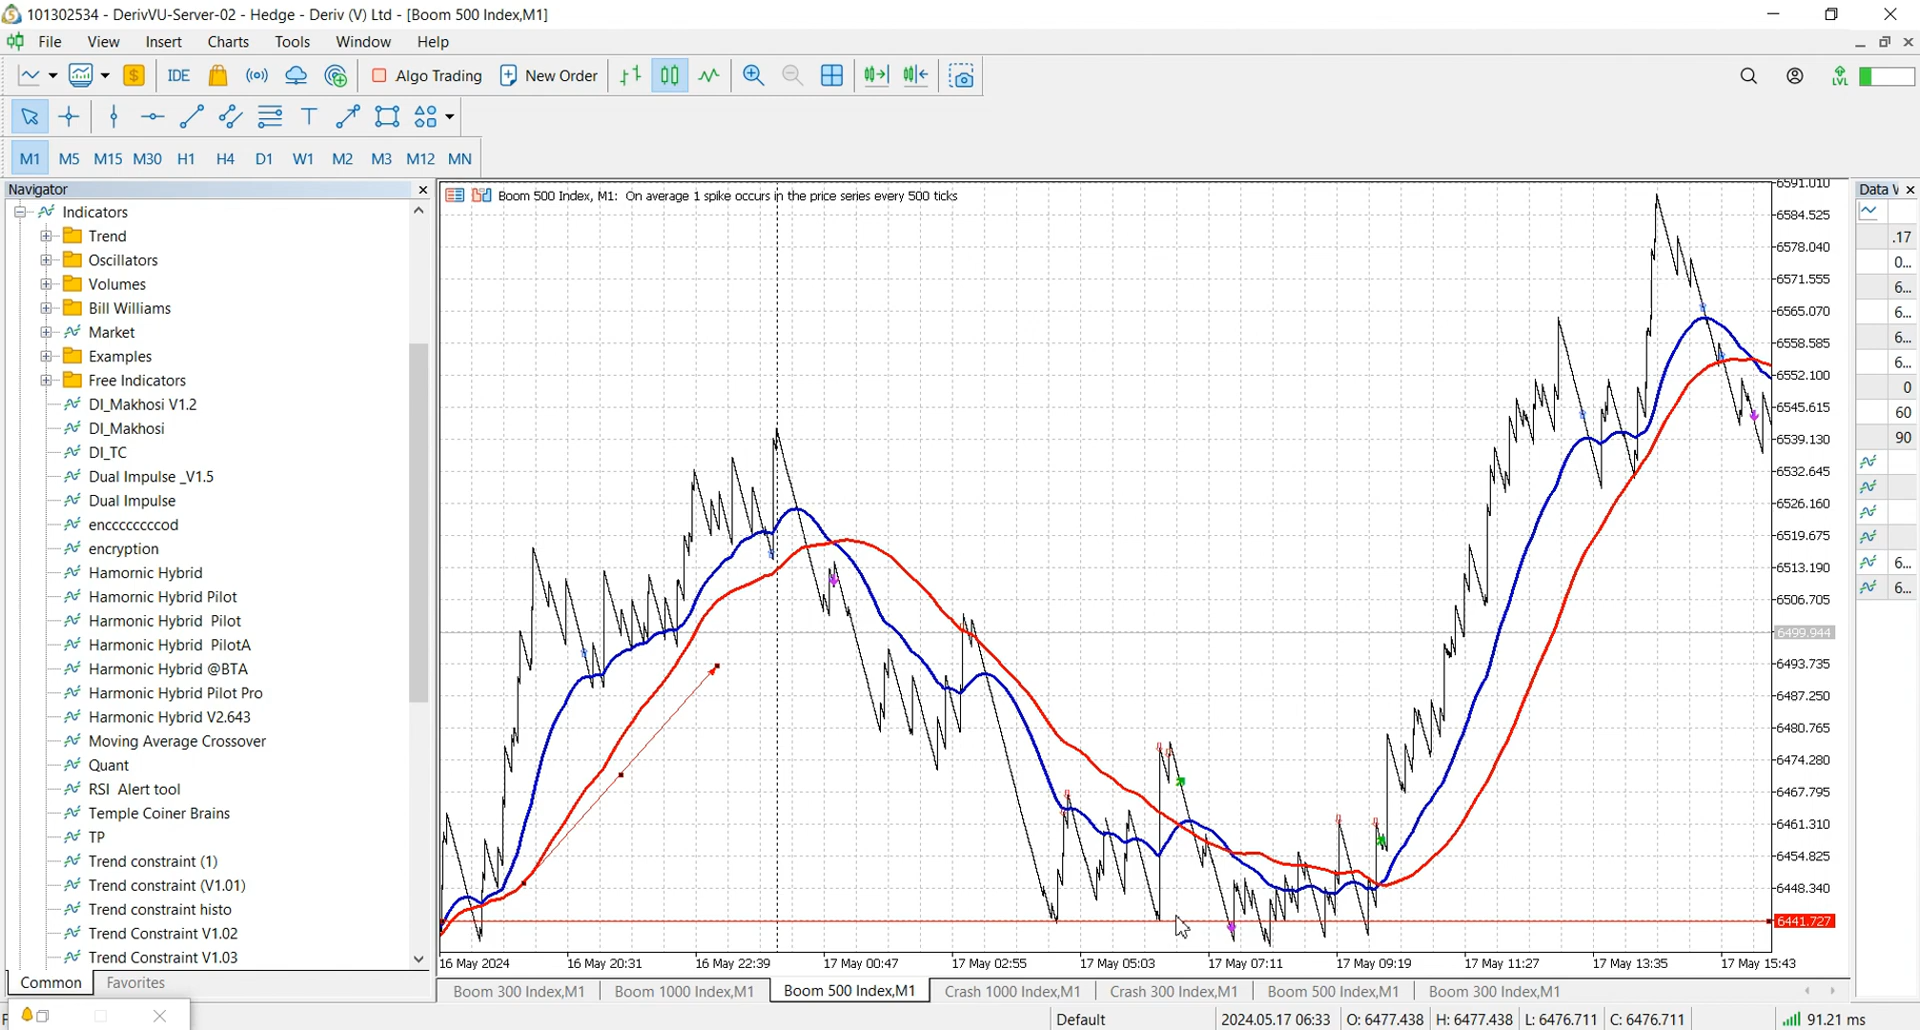 101302534 - DerivVU-Server-02 - Hedge - Deriv (V) Ltd - [Boom 500 Index,M1]
File View Insert Charts Tools Window Help
IDE Algo Trading New Order LVL
M1 M5 M15 M30 H1 H4 D1 W1 M2 M3 M12 MN
Navigator
Indicators
Trend
Oscillators
Volumes
Bill Williams
Market
Examples
Free Indicators
DI_Makhosi V1.2
DI_Makhosi
DI_TC
Dual Impulse _V1.5
Dual Impulse
encccccccod
encryption
Hamornic Hybrid
Hamornic Hybrid Pilot
Harmonic Hybrid  Pilot
Harmonic Hybrid  PilotA
Harmonic Hybrid @BTA
Harmonic Hybrid Pilot Pro
Harmonic Hybrid V2.643
Moving Average Crossover
Quant
RSI  Alert tool
Temple Coiner Brains
TP
Trend constraint (1)
Trend constraint (V1.01)
Trend constraint histo
Trend Constraint V1.02
Trend Constraint V1.03
Common Favorites
Boom 500 Index, M1:  On average 1 spike occurs in the price series every 500 ticks
6591.010
6584.525
6578.040
6571.555
6565.070
6558.585
6552.100
6545.615
6539.130
6532.645
6526.160
6519.675
6513.190
6506.705
6499.944
6493.735
6487.250
6480.765
6474.280
6467.795
6461.310
6454.825
6448.340
6441.727
16 May 2024 16 May 20:31 16 May 22:39 17 May 00:47 17 May 02:55 17 May 05:03 17 May 07:11 17 May 09:19 17 May 11:27 17 May 13:35 17 May 15:43
Boom 300 Index,M1 Boom 1000 Index,M1 Boom 500 Index,M1 Crash 1000 Index,M1 Crash 300 Index,M1 Boom 500 Index,M1 Boom 300 Index,M1
Data
.17
0...
6...
6...
6...
6...
0
60
90
6...
6...
Default 2024.05.17 06:33 O: 6477.438 H: 6477.438 L: 6476.711 C: 6476.711 91.21 ms